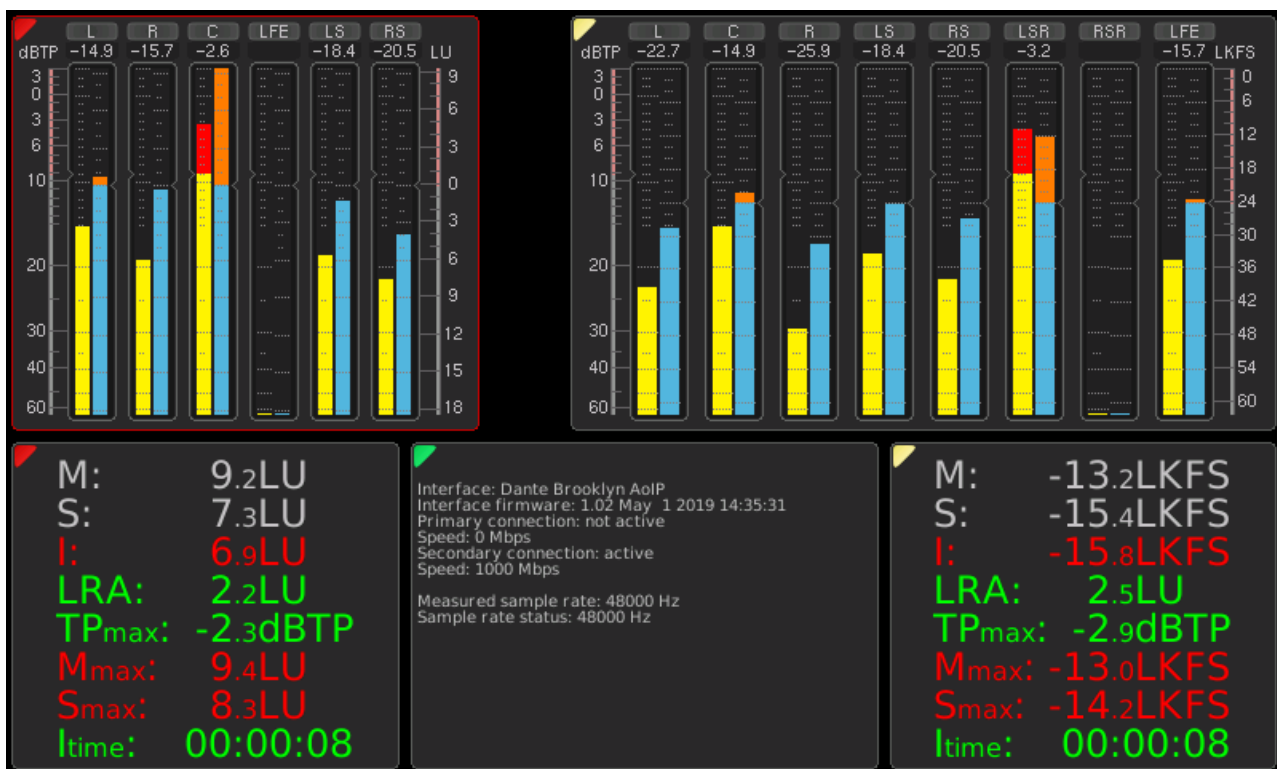 L R C LFE LS RS
dBTP -14.9 -15.7 -2.6 -18.4 -20.5 LU
3 9
0
6
3
3
6
10 0
3
20 6
9
30 12
40 15
60 18
L C R LS RS LSR RSR LFE
dBTP -22.7 -14.9 -25.9 -18.4 -20.5 -3.2 -15.7 LKFS
3 0
0 6
3
12
6
18
10
24
30
20 36
42
30 48
40 54
60 60
M: 9.2LU
S: 7.3LU
I: 6.9LU
LRA: 2.2LU
TPmax: -2.3dBTP
Mmax: 9.4LU
Smax: 8.3LU
Itime: 00:00:08
Interface: Dante Brooklyn AoIP
Interface firmware: 1.02 May 1 2019 14:35:31
Primary connection: not active
Speed: 0 Mbps
Secondary connection: active
Speed: 1000 Mbps
Measured sample rate: 48000 Hz
Sample rate status: 48000 Hz
M: -13.2LKFS
S: -15.4LKFS
I: -15.8LKFS
LRA: 2.5LU
TPmax: -2.9dBTP
Mmax: -13.0LKFS
Smax: -14.2LKFS
Itime: 00:00:08